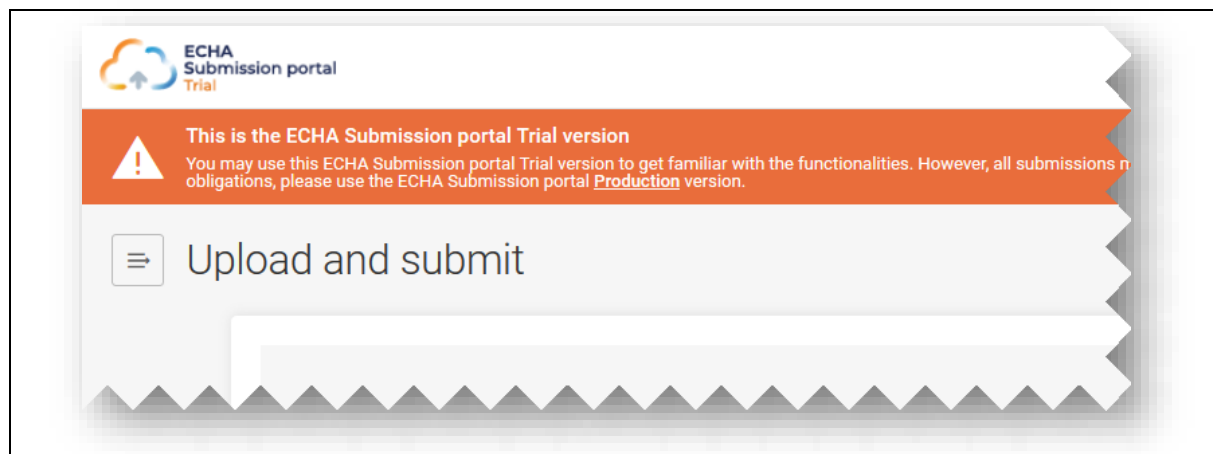 ECHA
Submission portal
Trial
This is the ECHA Submission portal Trial version
You may use this ECHA Submission portal Trial version to get familiar with the functionalities. However, all submissions
obligations, please use the ECHA Submission portal Production version.
Upload and submit